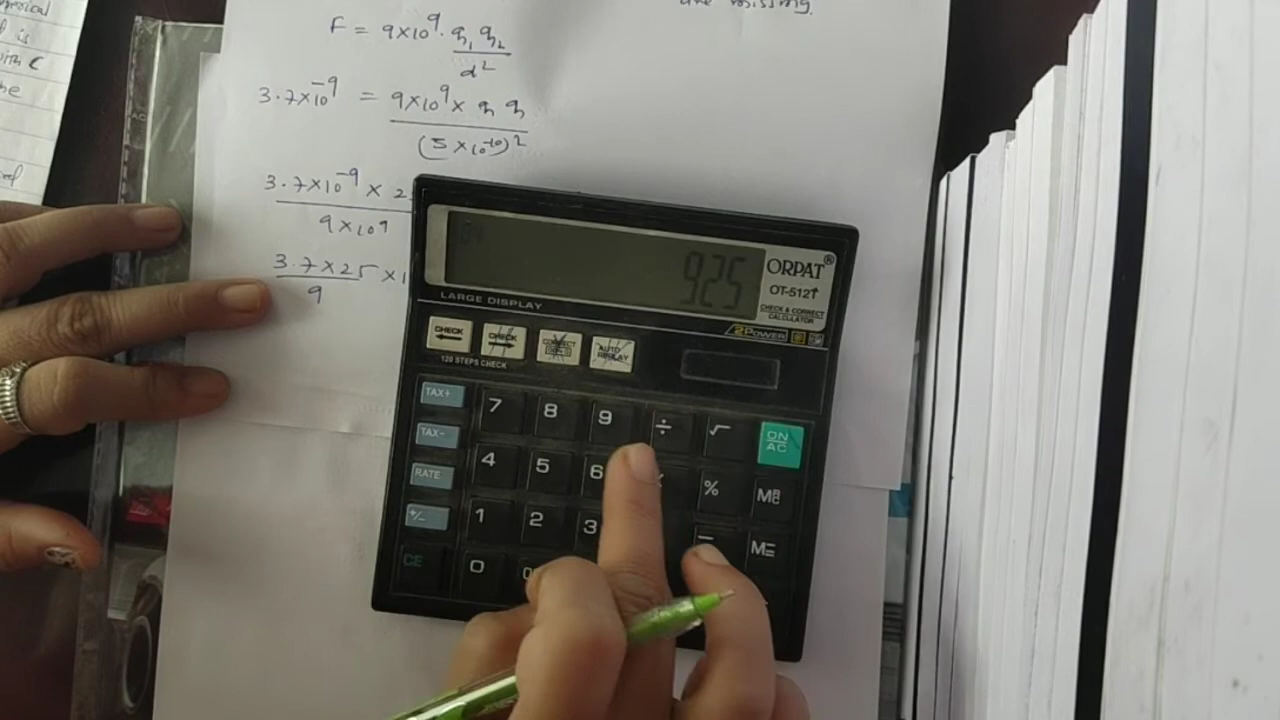 are missing.
is
with C
F = 9×10⁹. q₁ q₂
d²
3.7×10⁻⁹ = 9×10⁹× q q
(5 ×10⁻¹⁰)²
3.7×10⁻⁹ × 2
9×10⁹
3.7×25 ×1
9
925
ORPAT®
OT-512T
CHECK & CORRECT
CALCULATOR
LARGE DISPLAY
2POWER
CHECK
CHECK
CORRECT
AUTO
REPLAY
120 STEPS CHECK
TAX+
7
8
9
÷
√
ON
AC
TAX-
4
5
6
%
RATE
1
2
3
−
M=
+/-
CE
0